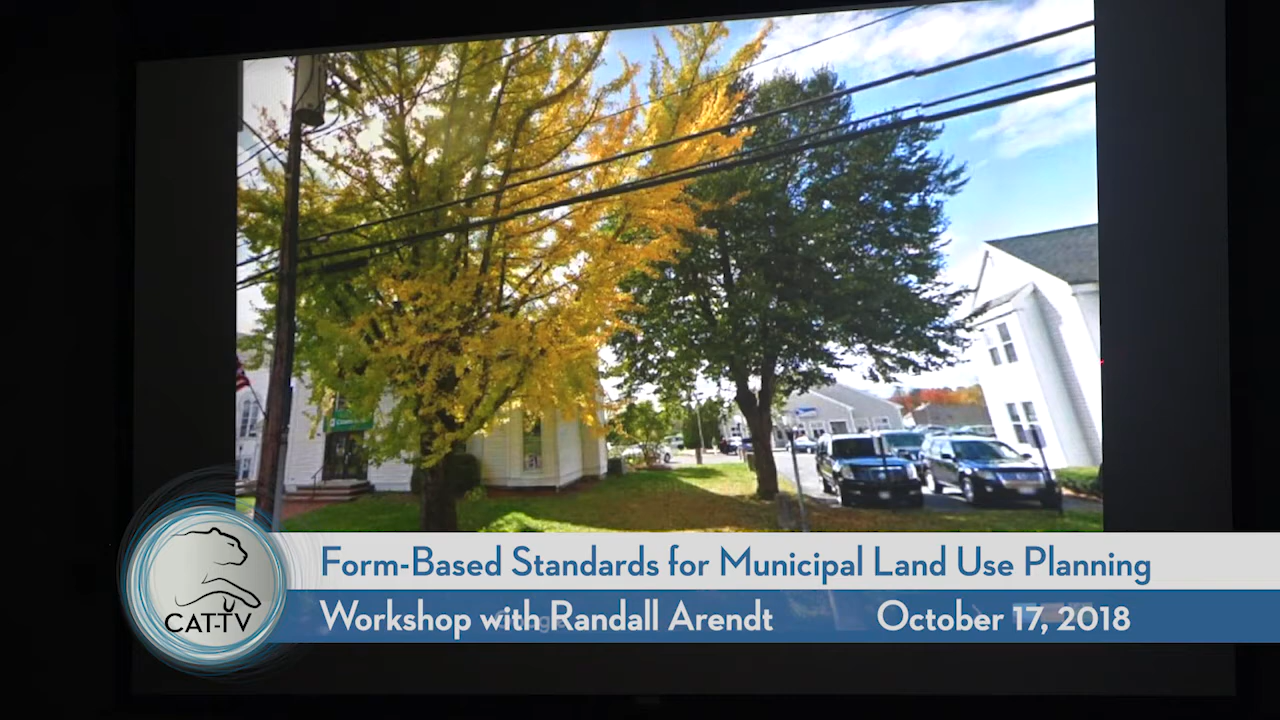 Form-Based Standards for Municipal Land Use Planning
CAT-TV
Workshop with Randall Arendt October 17, 2018